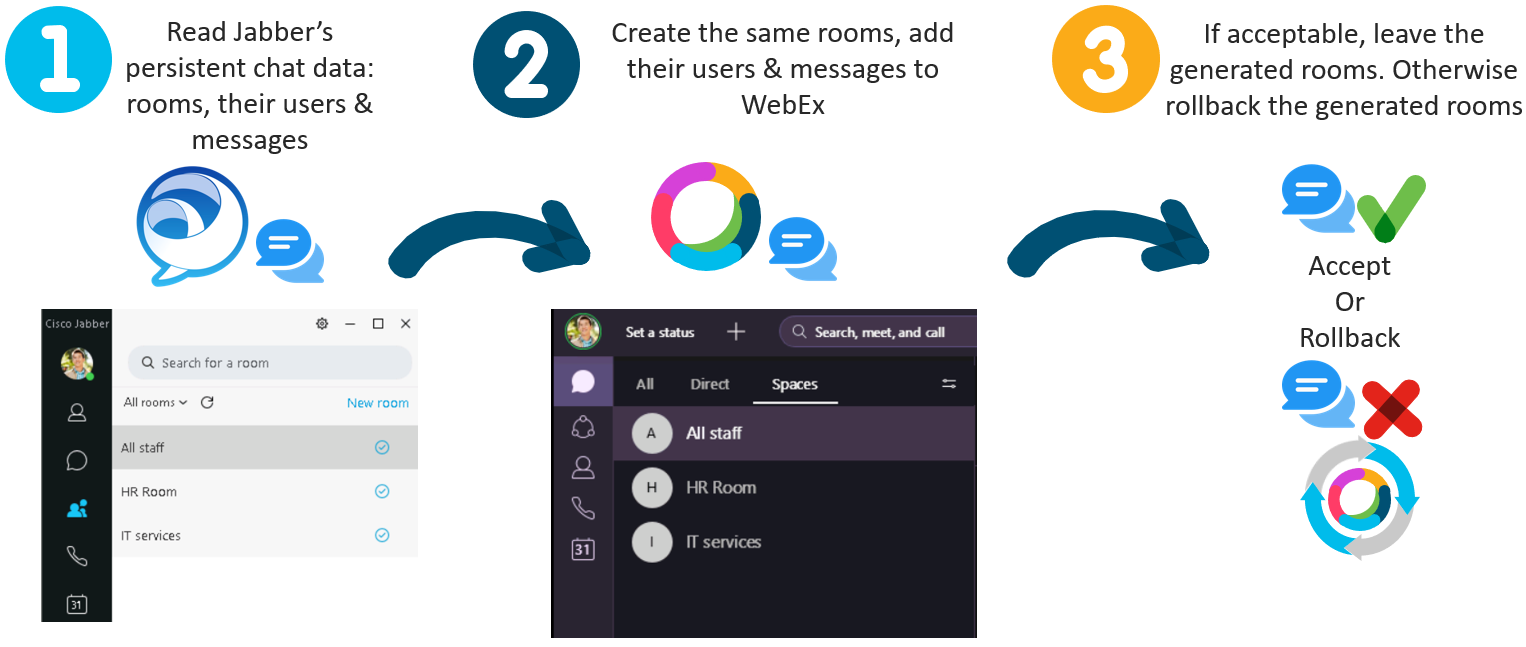 1
Read Jabber’s
persistent chat data:
rooms, their users &
messages
2
Create the same rooms, add
their users & messages to
WebEx
3
If acceptable, leave the
generated rooms. Otherwise
rollback the generated rooms
Cisco Jabber
Search for a room
All rooms
New room
All staff
HR Room
IT services
31
Set a status
Search, meet, and call
All Direct Spaces
A All staff
H HR Room
I IT services
31
Accept
Or
Rollback